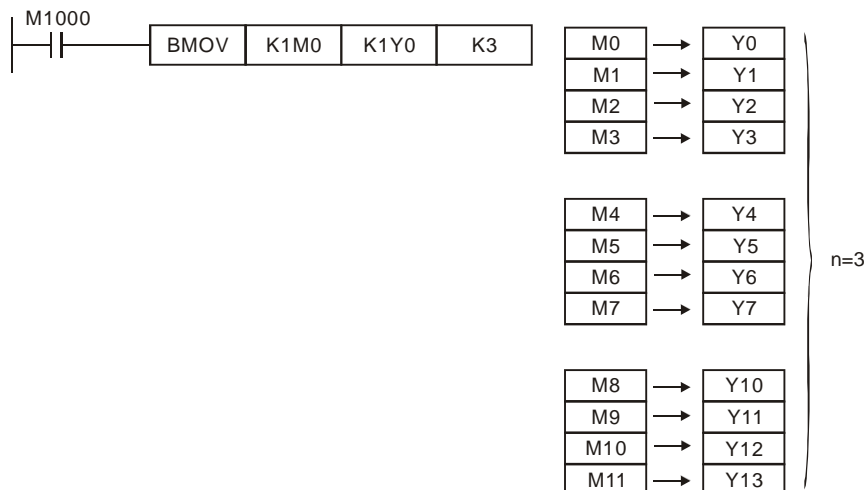 M1000
BMOV K1M0 K1Y0 K3
M0 Y0
M1 Y1
M2 Y2
M3 Y3
M4 Y4
M5 Y5
M6 Y6
M7 Y7
n=3
M8 Y10
M9 Y11
M10 Y12
M11 Y13